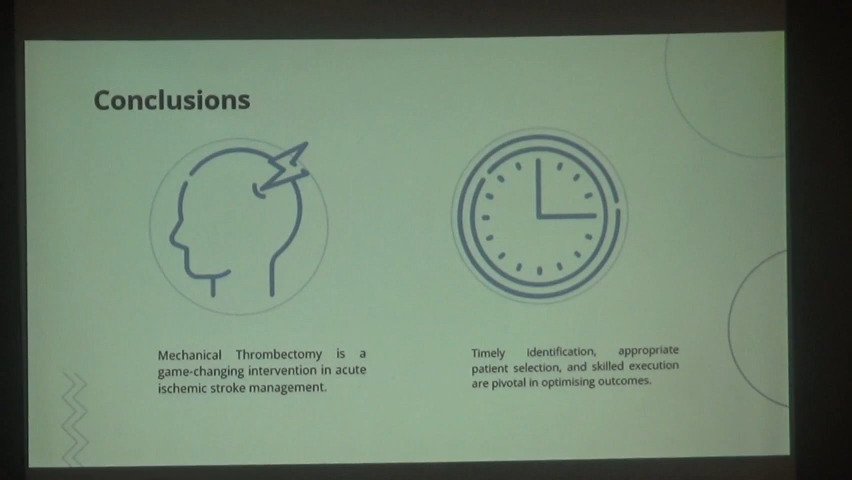 Conclusions
Mechanical Thrombectomy is a
game-changing intervention in acute
ischemic stroke management.
Timely identification, appropriate
patient selection, and skilled execution
are pivotal in optimising outcomes.